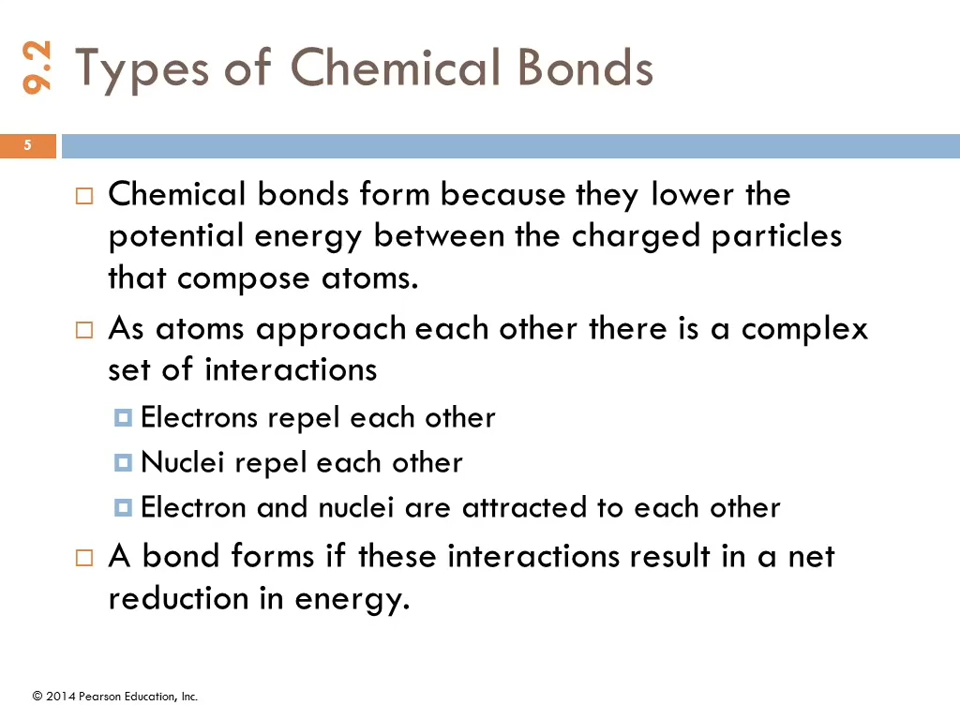 9.2
Types of Chemical Bonds
5
Chemical bonds form because they lower the
potential energy between the charged particles
that compose atoms.
As atoms approach each other there is a complex
set of interactions
Electrons repel each other
Nuclei repel each other
Electron and nuclei are attracted to each other
A bond forms if these interactions result in a net
reduction in energy.
© 2014 Pearson Education, Inc.